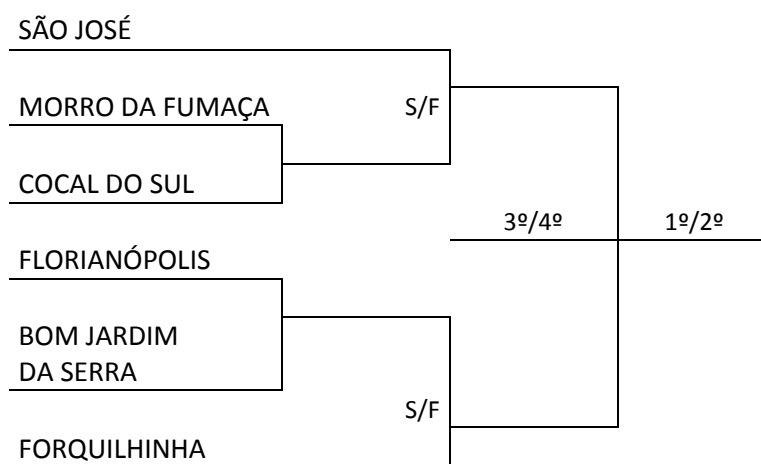 SÃO JOSÉ
MORRO DA FUMAÇA
S/F
COCAL DO SUL
3º/4º
1º/2º
FLORIANÓPOLIS
BOM JARDIM
DA SERRA
S/F
FORQUILHINHA